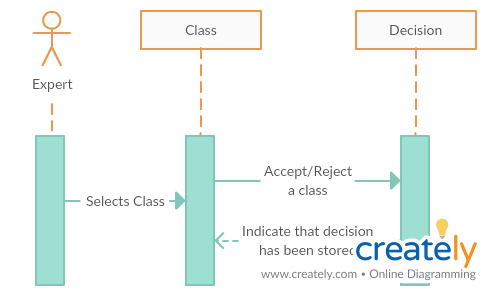 Class
Decision
Expert
Selects Class
Accept/Reject
a class
Indicate that decision
has been stored
creately
www.creately.com • Online Diagramming